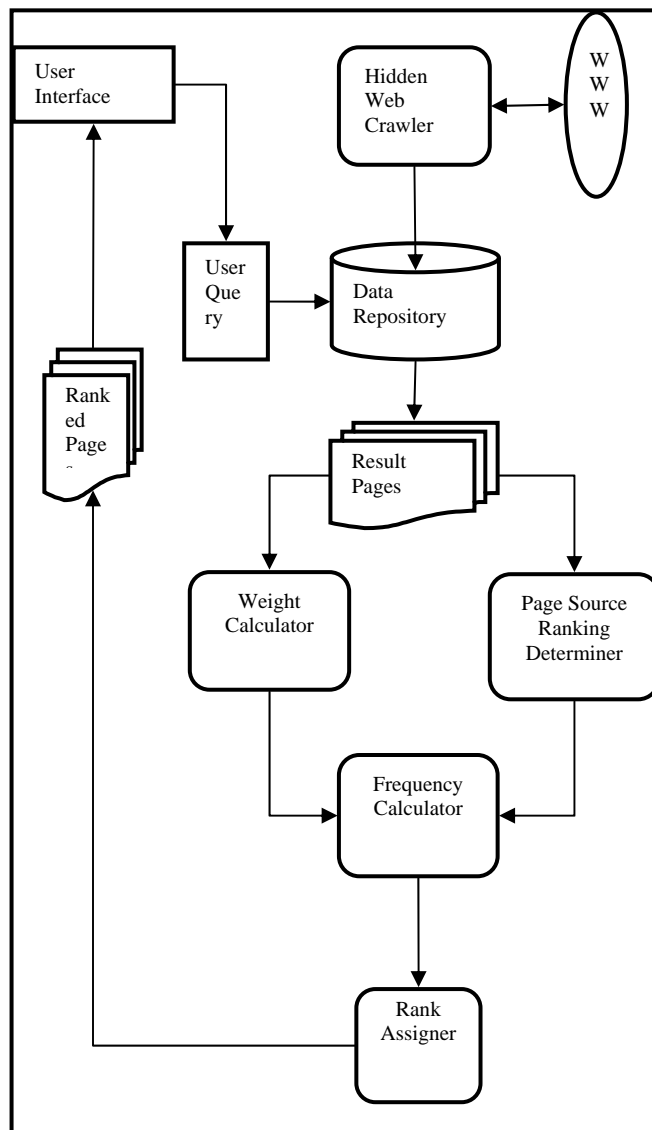 User
Interface
Hidden
Web
Crawler
W
W
W
User
Que
ry
Data
Repository
Rank
ed
Page
s
Result
Pages
Weight
Calculator
Page Source
Ranking
Determiner
Frequency
Calculator
Rank
Assigner